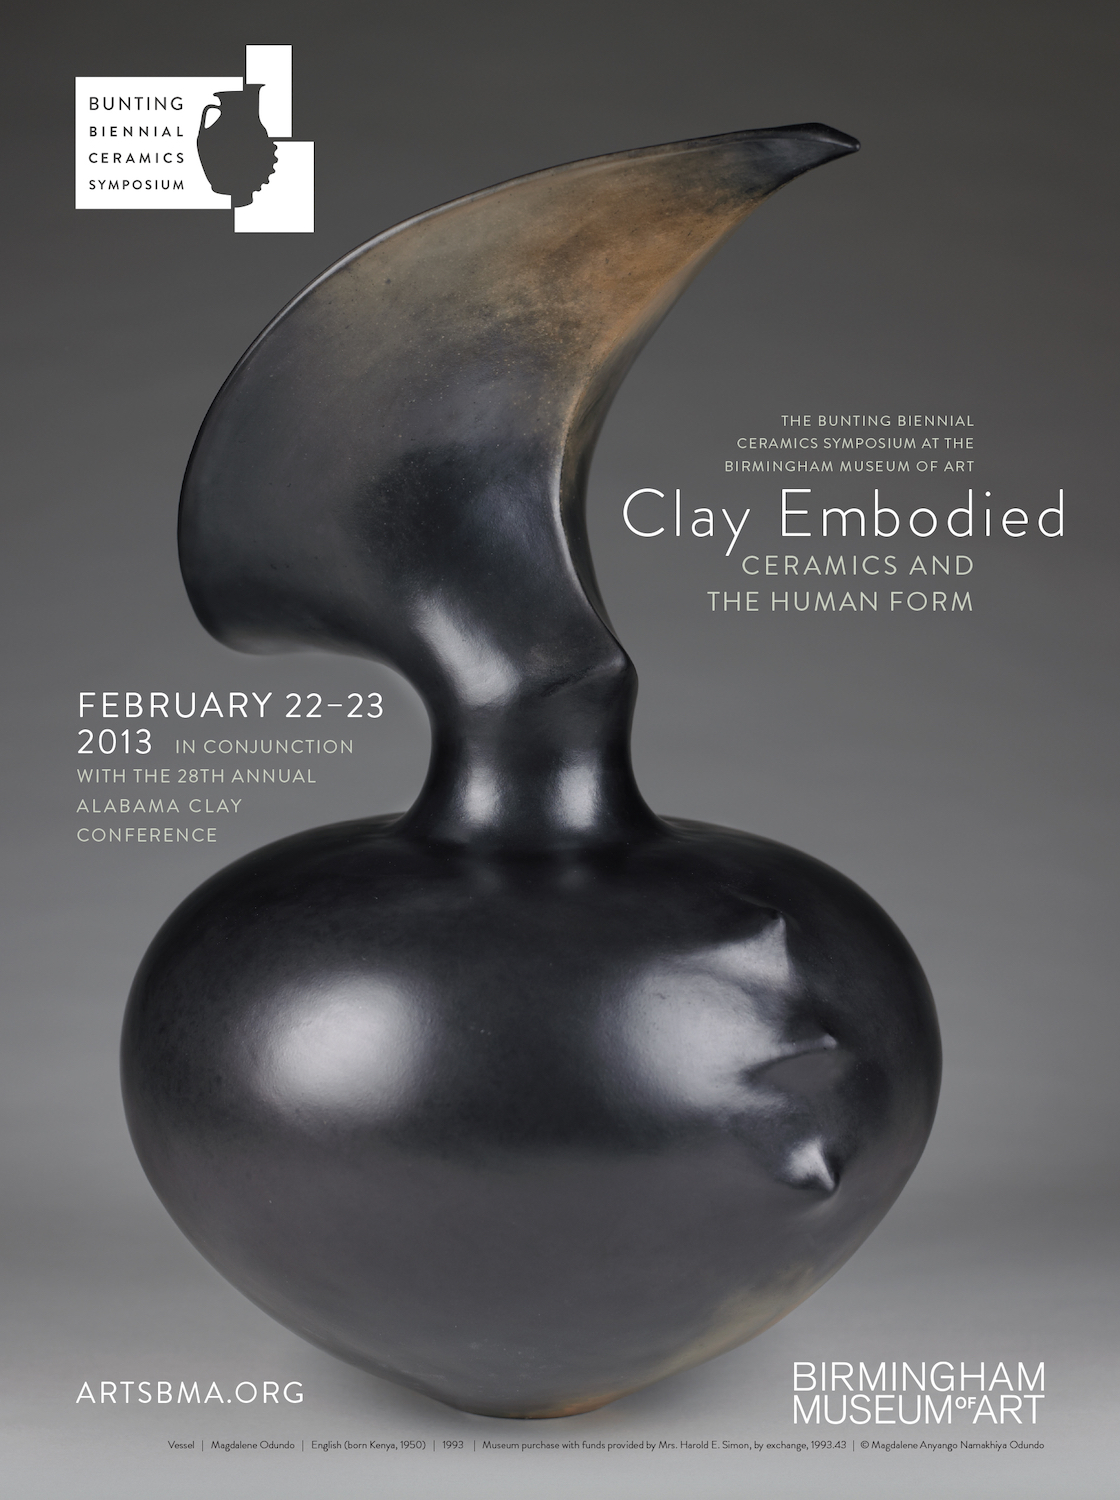 BUNTING
BIENNIAL
CERAMICS
SYMPOSIUM
THE BUNTING BIENNIAL
CERAMICS SYMPOSIUM AT THE
BIRMINGHAM MUSEUM OF ART
Clay Embodied
CERAMICS AND
THE HUMAN FORM
FEBRUARY 22–23
2013 IN CONJUNCTION
WITH THE 28TH ANNUAL
ALABAMA CLAY
CONFERENCE
ARTSBMA.ORG
BIRMINGHAM
MUSEUM OF ART
Vessel | Magdalene Odundo | English (born Kenya, 1950) | 1993 | Museum purchase with funds provided by Mrs. Harold E. Simon, by exchange, 1993.43 | © Magdalene Anyango Namakhiya Odundo